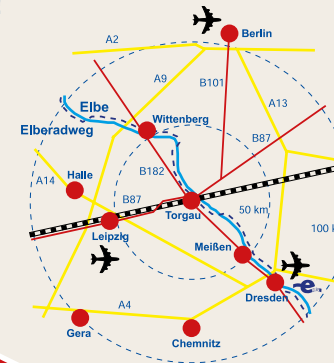 Berlin
A2
A9
B101
A13
Elbe
Wittenberg
Elberadweg
B87
Halle
B182
A14
B87
Torgau
50 km
Leipzig
100 k
Meißen
Dresden
e
A4
Gera
Chemnitz